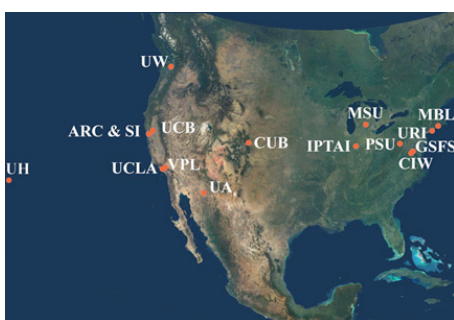 UW
MSU
MBL
ARC & SI
UCB
URI
CUB
IPTAI
PSU
GSFS
CIW
UH
UCLA
VPL
UA